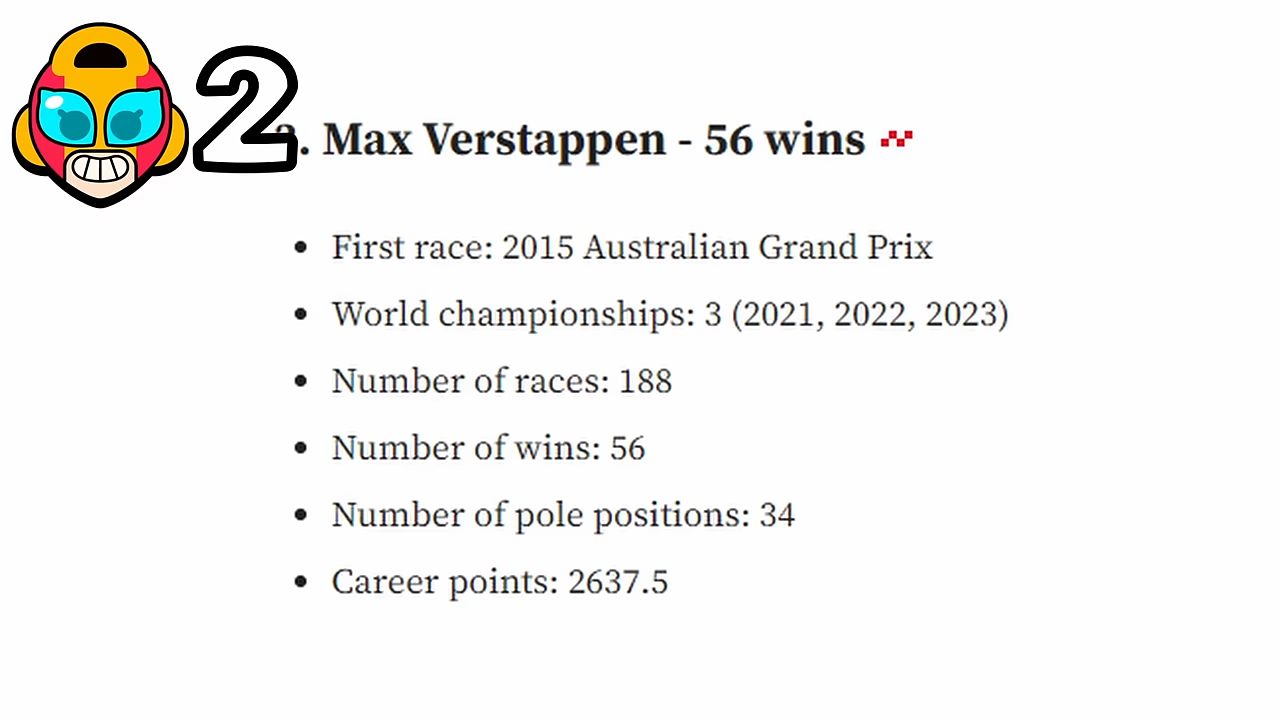 2
. Max Verstappen - 56 wins
• First race: 2015 Australian Grand Prix
• World championships: 3 (2021, 2022, 2023)
• Number of races: 188
• Number of wins: 56
• Number of pole positions: 34
• Career points: 2637.5